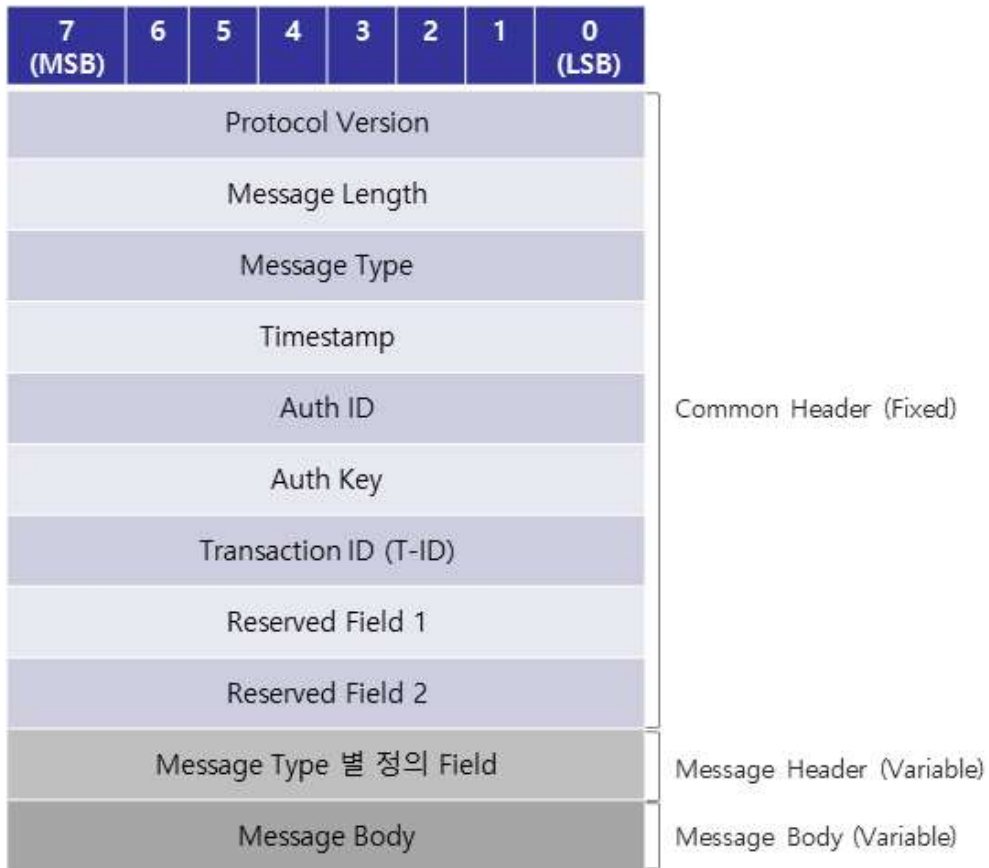 7 6 5 4 3 2 1 0
(MSB) (LSB)
Protocol Version
Message Length
Message Type
Timestamp
Auth ID
Common Header (Fixed)
Auth Key
Transaction ID (T-ID)
Reserved Field 1
Reserved Field 2
Message Type 별 정의 Field
Message Header (Variable)
Message Body
Message Body (Variable)